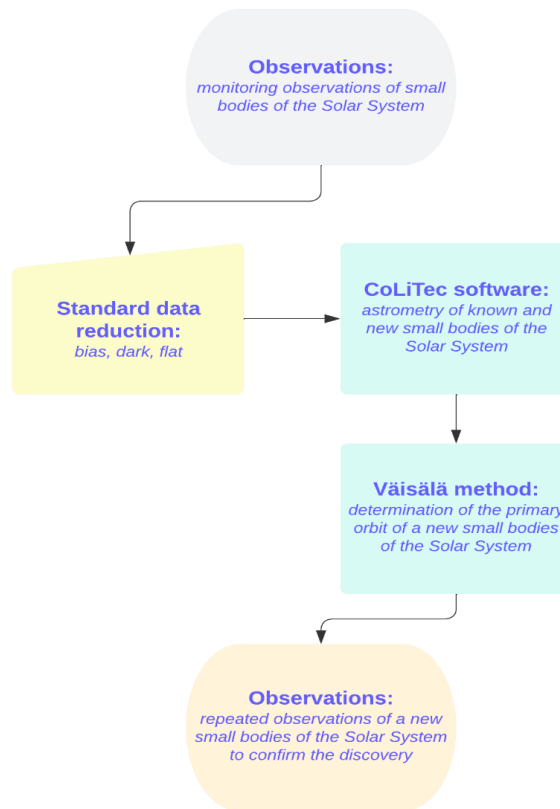 Observations:
monitoring observations of small
bodies of the Solar System
Standard data
reduction:
bias, dark, flat
CoLiTec software:
astrometry of known and
new small bodies of the
Solar System
Väisälä method:
determination of the primary
orbit of a new small bodies
of the Solar System
Observations:
repeated observations of a new
small bodies of the Solar System
to confirm the discovery